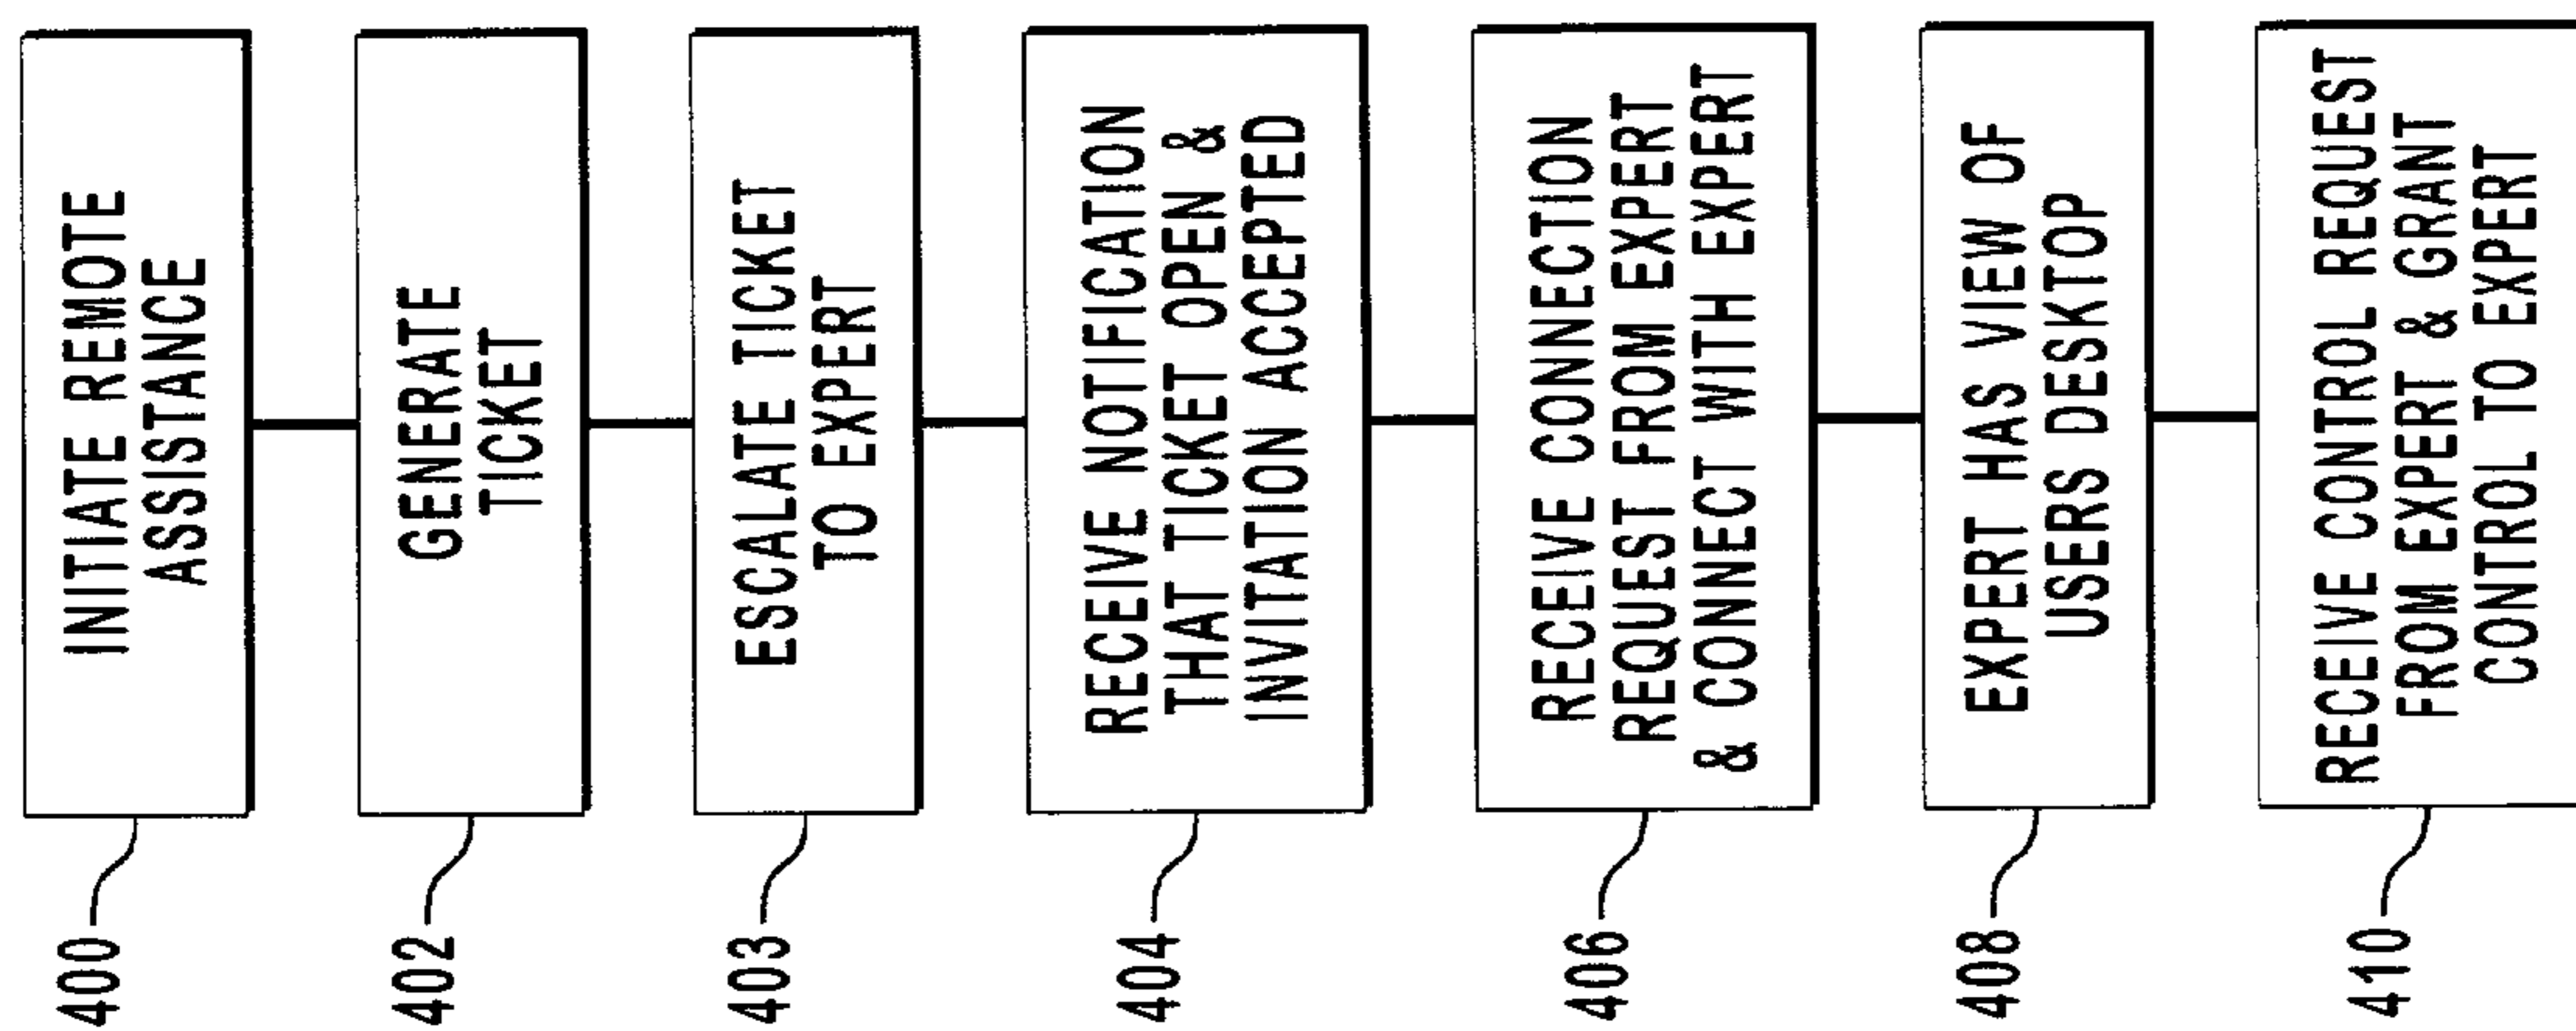 400
INITIATE REMOTE
ASSISTANCE
402
GENERATE
TICKET
403
ESCALATE TICKET
TO EXPERT
404
RECEIVE NOTIFICATION
THAT TICKET OPEN &
INVITATION ACCEPTED
406
RECEIVE CONNECTION
REQUEST FROM EXPERT
& CONNECT WITH EXPERT
408
EXPERT HAS VIEW OF
USERS DESKTOP
410
RECEIVE CONTROL REQUEST
FROM EXPERT & GRANT
CONTROL TO EXPERT